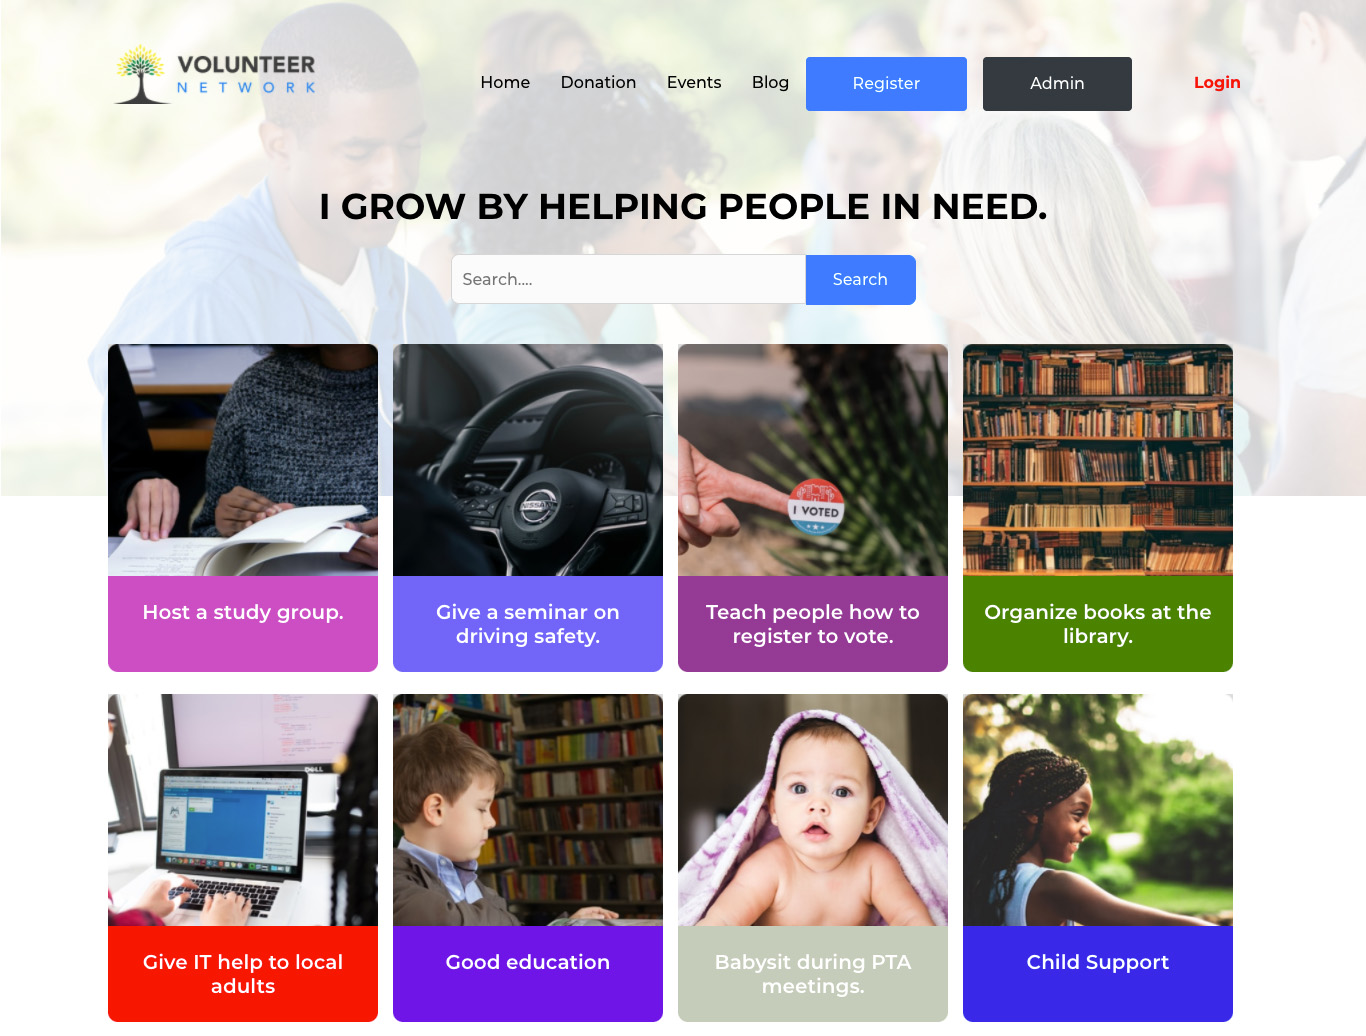 VOLUNTEER
NETWORK
Home
Donation
Events
Blog
Register
Admin
Login
I GROW BY HELPING PEOPLE IN NEED.
Search....
Search
NISSAN
I VOTED
Host a study group.
Give a seminar on
driving safety.
Teach people how to
register to vote.
Organize books at the
library.
DELL
Give IT help to local
adults
Good education
Babysit during PTA
meetings.
Child Support